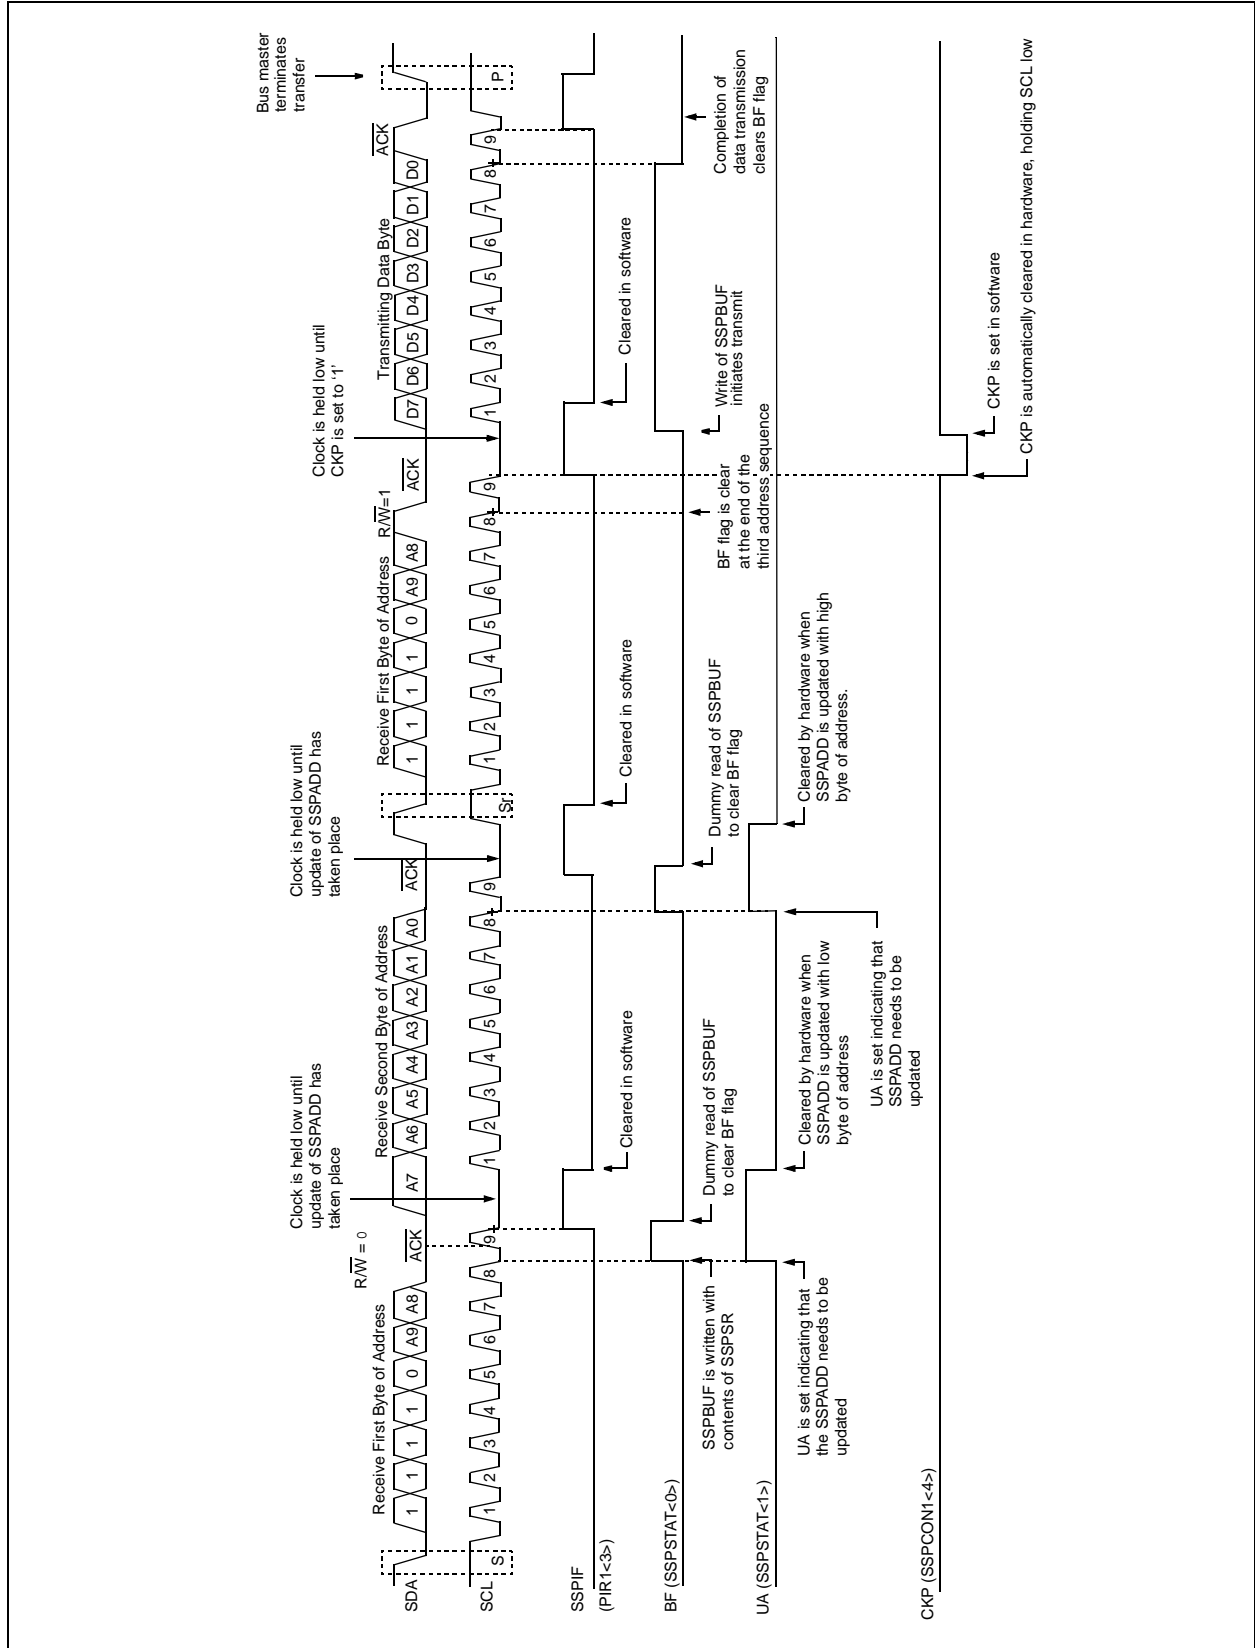 Bus master
terminates
transfer
Clock is held low until
CKP is set to ‘1’
Clock is held low until
update of SSPADD has
taken place
Clock is held low until
update of SSPADD has
taken place
R/W = 0
Receive First Byte of Address
ACK
Receive Second Byte of Address
ACK
Receive First Byte of Address
R/W=1
ACK
Transmitting Data Byte
ACK
SDA
1 1 1 1 0 A9 A8
A7 A6 A5 A4 A3 A2 A1 A0
1 1 1 1 0 A9 A8
D7 D6 D5 D4 D3 D2 D1 D0
SCL
S
1 2 3 4 5 6 7 8 9
1 2 3 4 5 6 7 8 9
Sr
1 2 3 4 5 6 7 8 9
1 2 3 4 5 6 7 8 9
P
SSPIF
(PIR1<3>)
Cleared in software
Cleared in software
Cleared in software
BF (SSPSTAT<0>)
SSPBUF is written with
contents of SSPSR
Dummy read of SSPBUF
to clear BF flag
Dummy read of SSPBUF
to clear BF flag
BF flag is clear
at the end of the
third address sequence
Write of SSPBUF
initiates transmit
Completion of
data transmission
clears BF flag
UA (SSPSTAT<1>)
UA is set indicating that
the SSPADD needs to be
updated
Cleared by hardware when
SSPADD is updated with low
byte of address
UA is set indicating that
SSPADD needs to be
updated
Cleared by hardware when
SSPADD is updated with high
byte of address.
CKP (SSPCON1<4>)
CKP is set in software
CKP is automatically cleared in hardware, holding SCL low